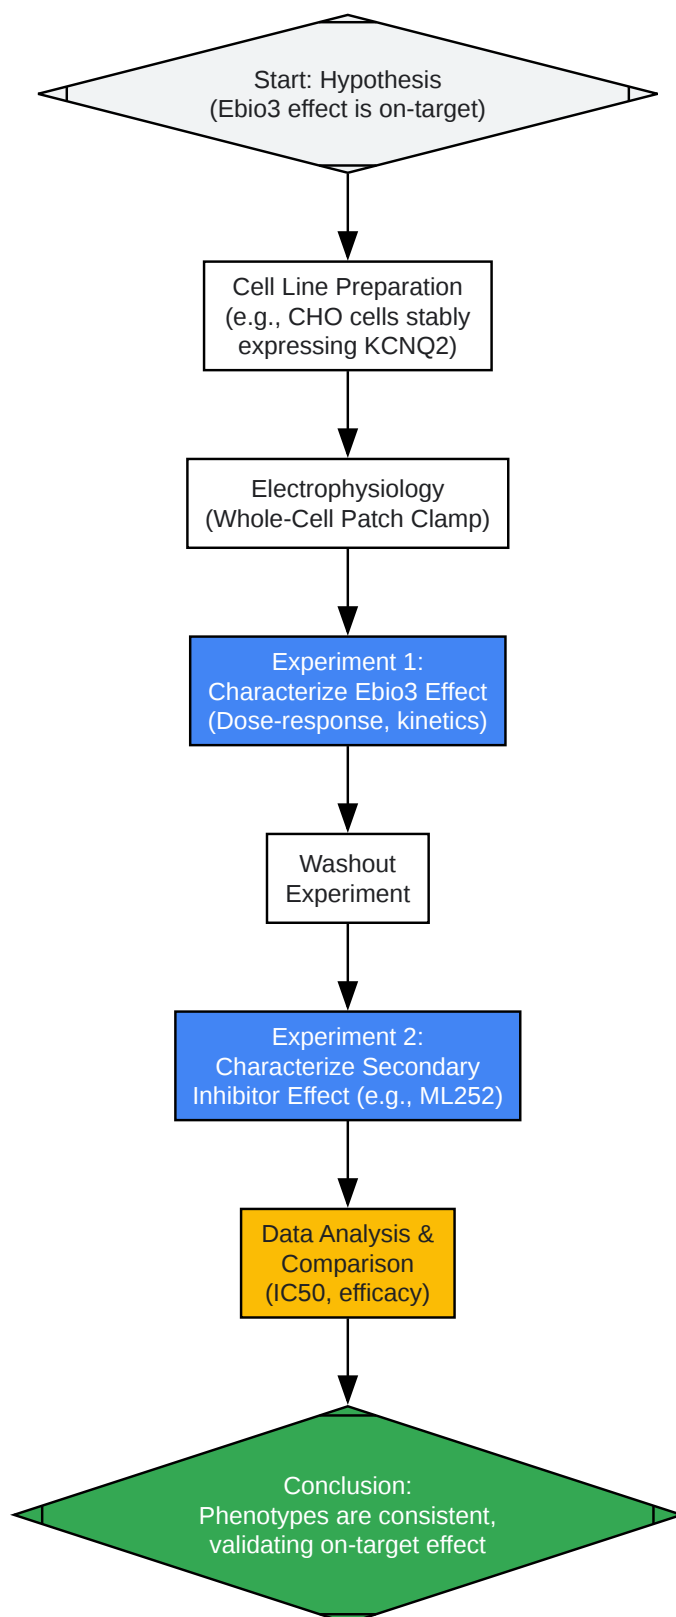 Start: Hypothesis
(Ebio3 effect is on-target)
Cell Line Preparation
(e.g., CHO cells stably
expressing KCNQ2)
Electrophysiology
(Whole-Cell Patch Clamp)
Experiment 1:
Characterize Ebio3 Effect
(Dose-response, kinetics)
Washout
Experiment
Experiment 2:
Characterize Secondary
Inhibitor Effect (e.g., ML252)
Data Analysis &
Comparison
(IC50, efficacy)
Conclusion:
Phenotypes are consistent,
validating on-target effect